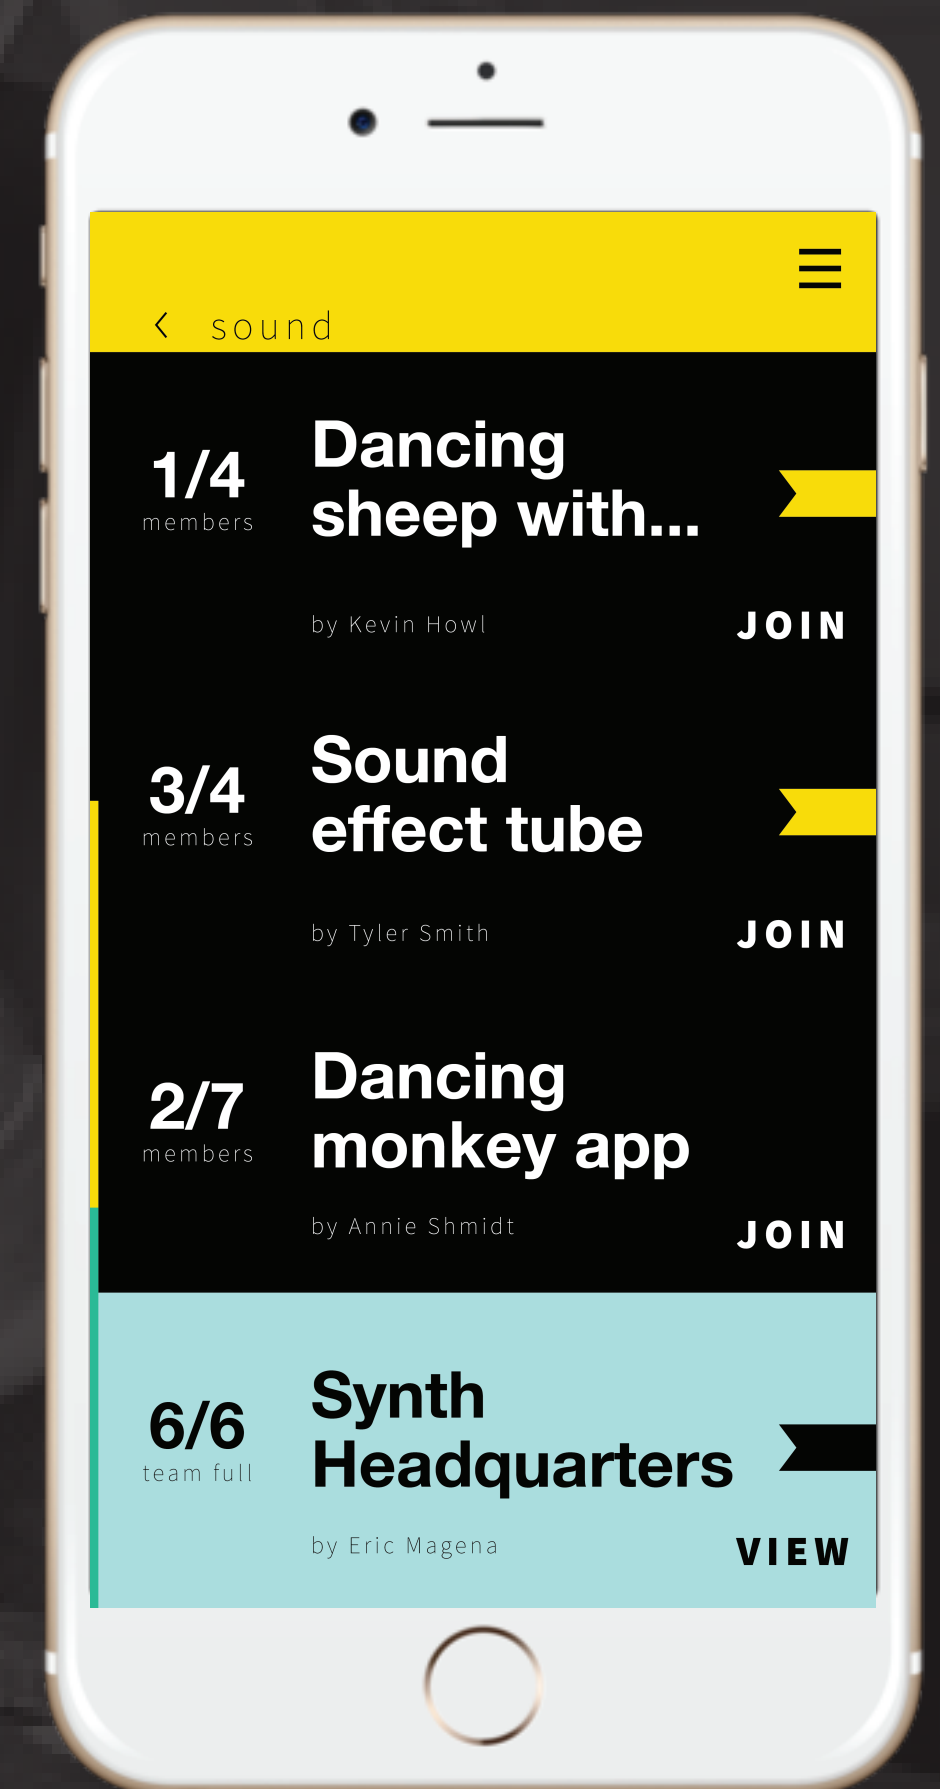 sound
1/4
members
Dancing
sheep with...
by Kevin Howl
JOIN
3/4
members
Sound
effect tube
by Tyler Smith
JOIN
2/7
members
Dancing
monkey app
by Annie Shmidt
JOIN
6/6
team full
Synth
Headquarters
by Eric Magena
VIEW